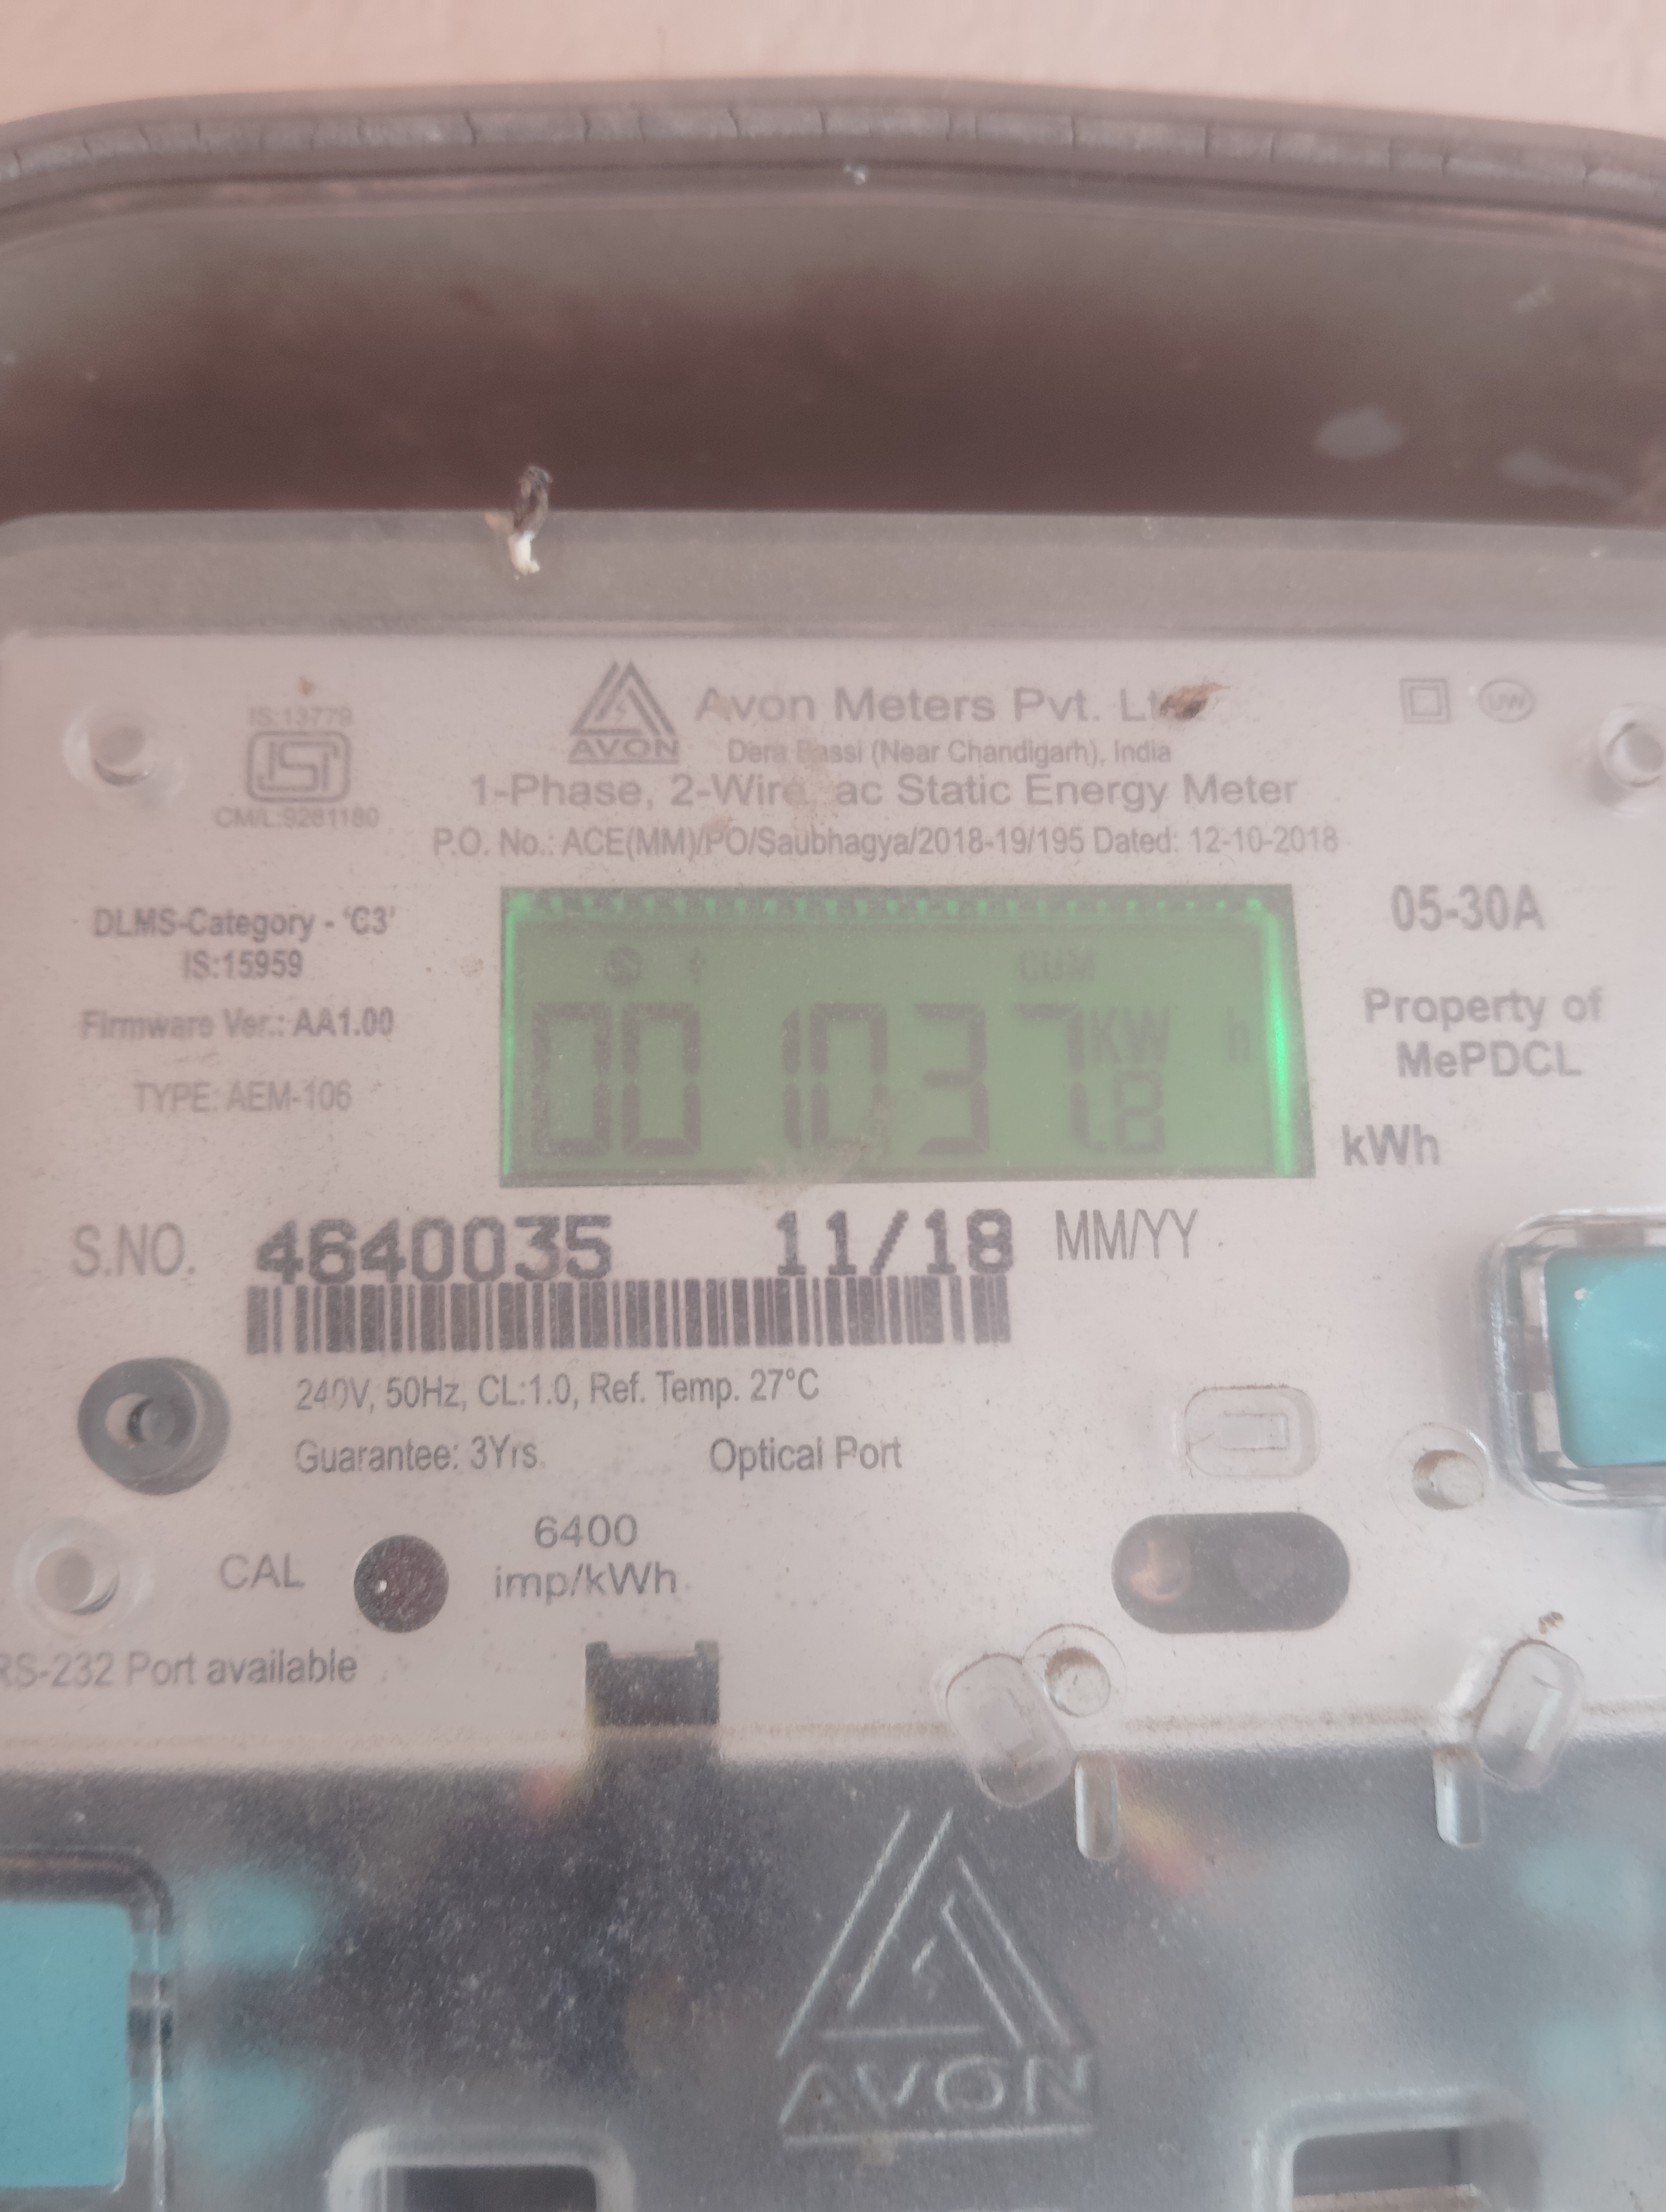 IS:13779
ISI
CM/L:9261180
AVON
Avon Meters Pvt.
Dera Bassi (Near Chandigarh), India
1-Phase, 2-Wire, ac Static Energy Meter
P.O. No.: ACE(MM)/PO/Saubhagya/2018-19/195 Dated: 12-10-2018
UW
DLMS-Category - 'C3'
IS:15959
Firmware Ver.: AA1.00
TYPE: AEM-106
CUM
001037.8 KW h
05-30A
Property of
MePDCL
kWh
S.NO. 4640035 11/18 MM/YY
240V, 50Hz, CL:1.0, Ref. Temp. 27°C
Guarantee: 3Yrs. Optical Port
CAL 6400
imp/kWh
RS-232 Port available
AVON